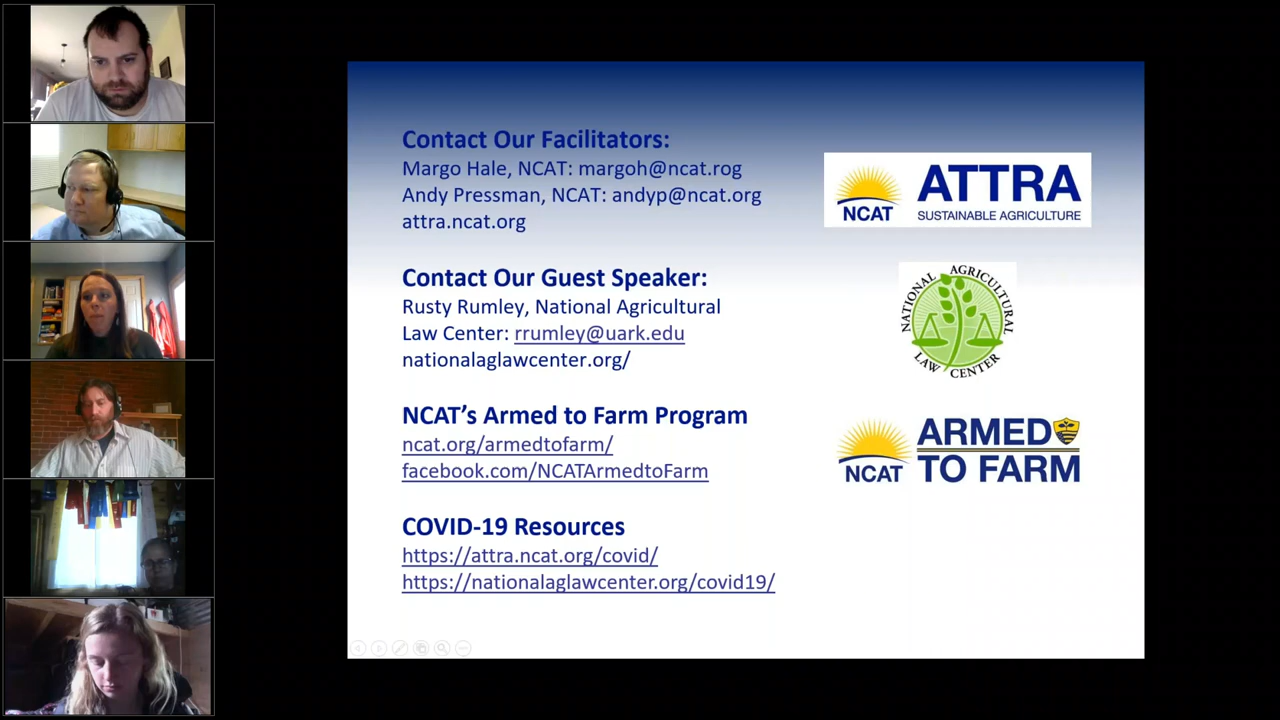 Contact Our Facilitators:
Margo Hale, NCAT: margoh@ncat.rog
Andy Pressman, NCAT: andyp@ncat.org
attra.ncat.org
Contact Our Guest Speaker:
Rusty Rumley, National Agricultural
Law Center: rrumley@uark.edu
nationalaglawcenter.org/
NCAT's Armed to Farm Program
ncat.org/armedtofarm/
facebook.com/NCATArmedtoFarm
COVID-19 Resources
https://attra.ncat.org/covid/
https://nationalaglawcenter.org/covid19/
NCAT
ATTRA
SUSTAINABLE AGRICULTURE
NATIONAL AGRICULTURAL
LAW CENTER
NCAT
ARMED
TO FARM